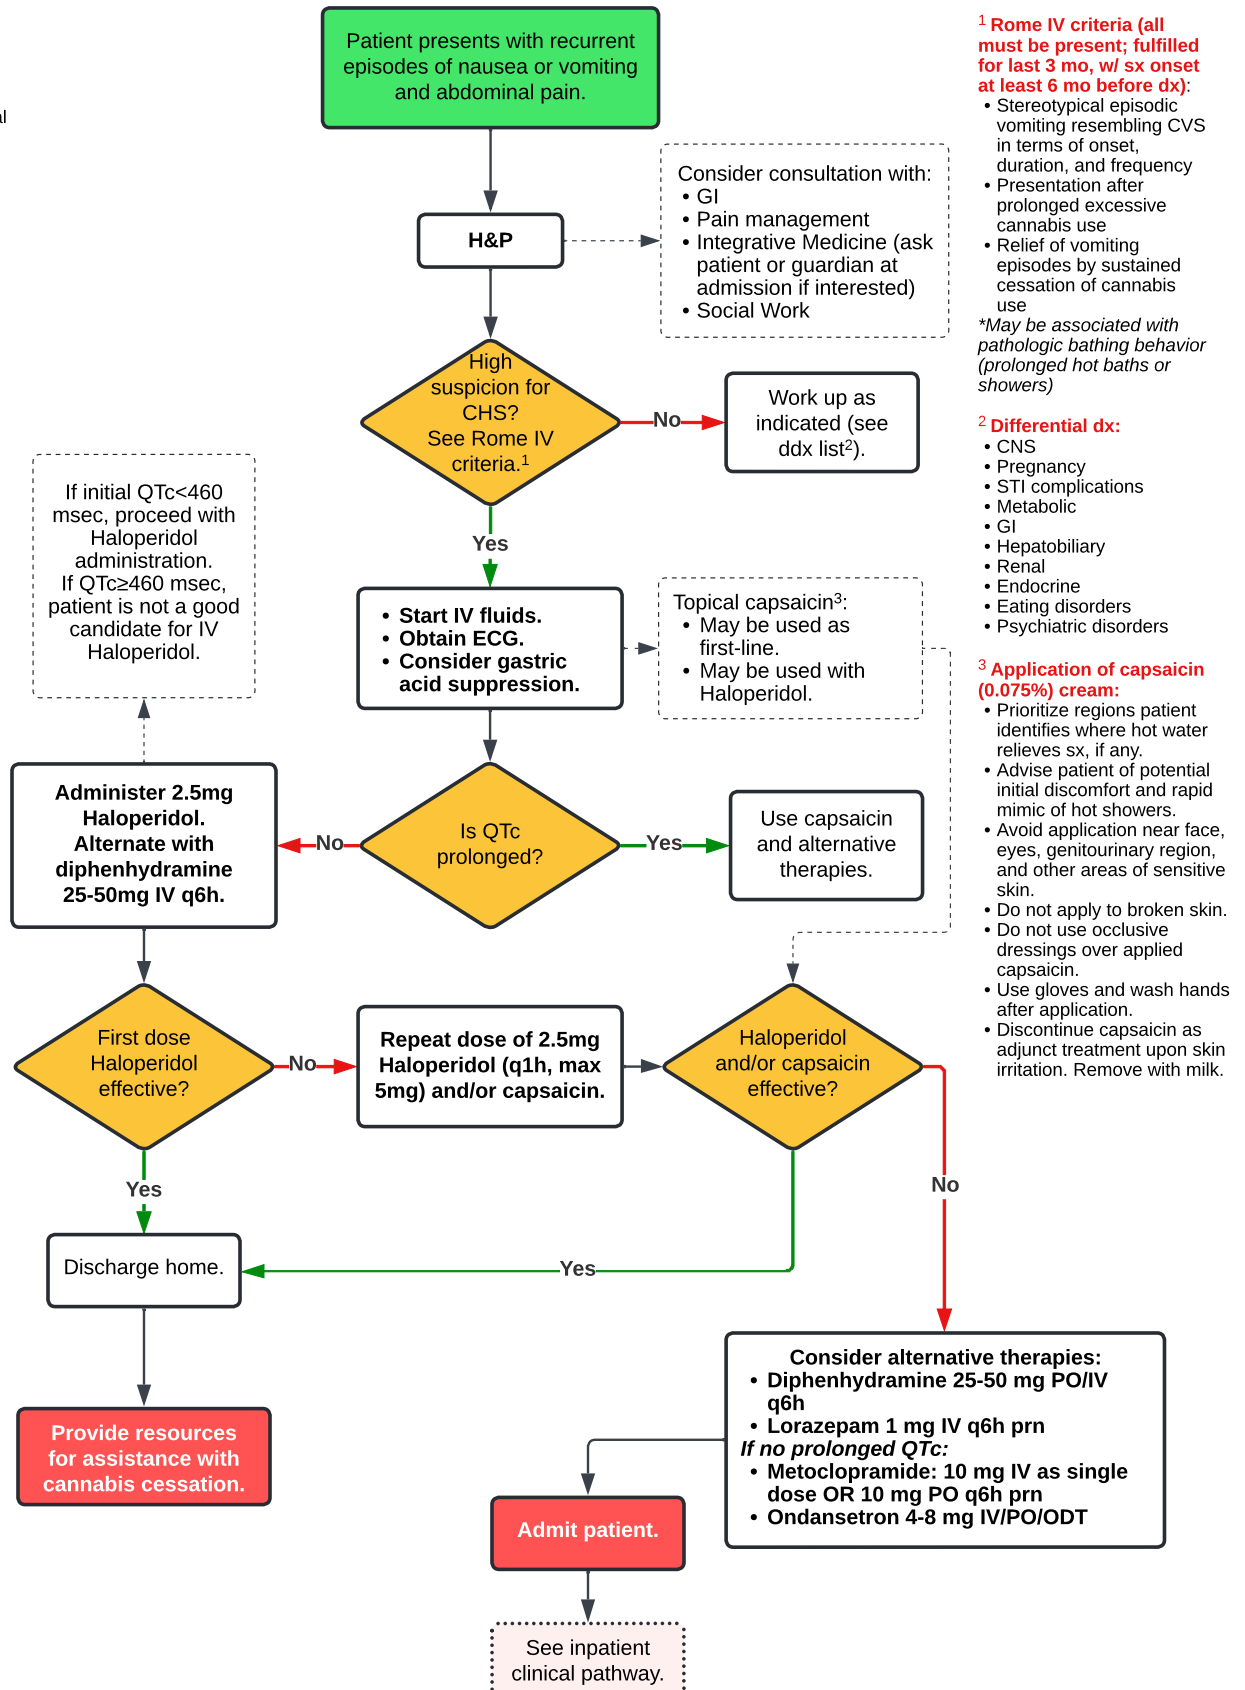 Patient presents with recurrent
episodes of nausea or vomiting
and abdominal pain.
al
H&P
Consider consultation with:
• GI
• Pain management
• Integrative Medicine (ask
patient or guardian at
admission if interested)
• Social Work
High
suspicion for
CHS?
See Rome IV
criteria.¹
No
Work up as
indicated (see
ddx list²).
Yes
• Start IV fluids.
• Obtain ECG.
• Consider gastric
acid suppression.
Topical capsaicin³:
• May be used as
first-line.
• May be used with
Haloperidol.
If initial QTc<460
msec, proceed with
Haloperidol
administration.
If QTc≥460 msec,
patient is not a good
candidate for IV
Haloperidol.
Is QTc
prolonged?
No
Yes
Use capsaicin
and alternative
therapies.
Administer 2.5mg
Haloperidol.
Alternate with
diphenhydramine
25-50mg IV q6h.
First dose
Haloperidol
effective?
No
Repeat dose of 2.5mg
Haloperidol (q1h, max
5mg) and/or capsaicin.
Haloperidol
and/or capsaicin
effective?
Yes
No
Discharge home.
Yes
Provide resources
for assistance with
cannabis cessation.
Consider alternative therapies:
• Diphenhydramine 25-50 mg PO/IV
q6h
• Lorazepam 1 mg IV q6h prn
If no prolonged QTc:
• Metoclopramide: 10 mg IV as single
dose OR 10 mg PO q6h prn
• Ondansetron 4-8 mg IV/PO/ODT
Admit patient.
See inpatient
clinical pathway.
¹ Rome IV criteria (all
must be present; fulfilled
for last 3 mo, w/ sx onset
at least 6 mo before dx):
• Stereotypical episodic
vomiting resembling CVS
in terms of onset,
duration, and frequency
• Presentation after
prolonged excessive
cannabis use
• Relief of vomiting
episodes by sustained
cessation of cannabis
use
*May be associated with
pathologic bathing behavior
(prolonged hot baths or
showers)
² Differential dx:
• CNS
• Pregnancy
• STI complications
• Metabolic
• GI
• Hepatobiliary
• Renal
• Endocrine
• Eating disorders
• Psychiatric disorders
³ Application of capsaicin
(0.075%) cream:
• Prioritize regions patient
identifies where hot water
relieves sx, if any.
• Advise patient of potential
initial discomfort and rapid
mimic of hot showers.
• Avoid application near face,
eyes, genitourinary region,
and other areas of sensitive
skin.
• Do not apply to broken skin.
• Do not use occlusive
dressings over applied
capsaicin.
• Use gloves and wash hands
after application.
• Discontinue capsaicin as
adjunct treatment upon skin
irritation. Remove with milk.